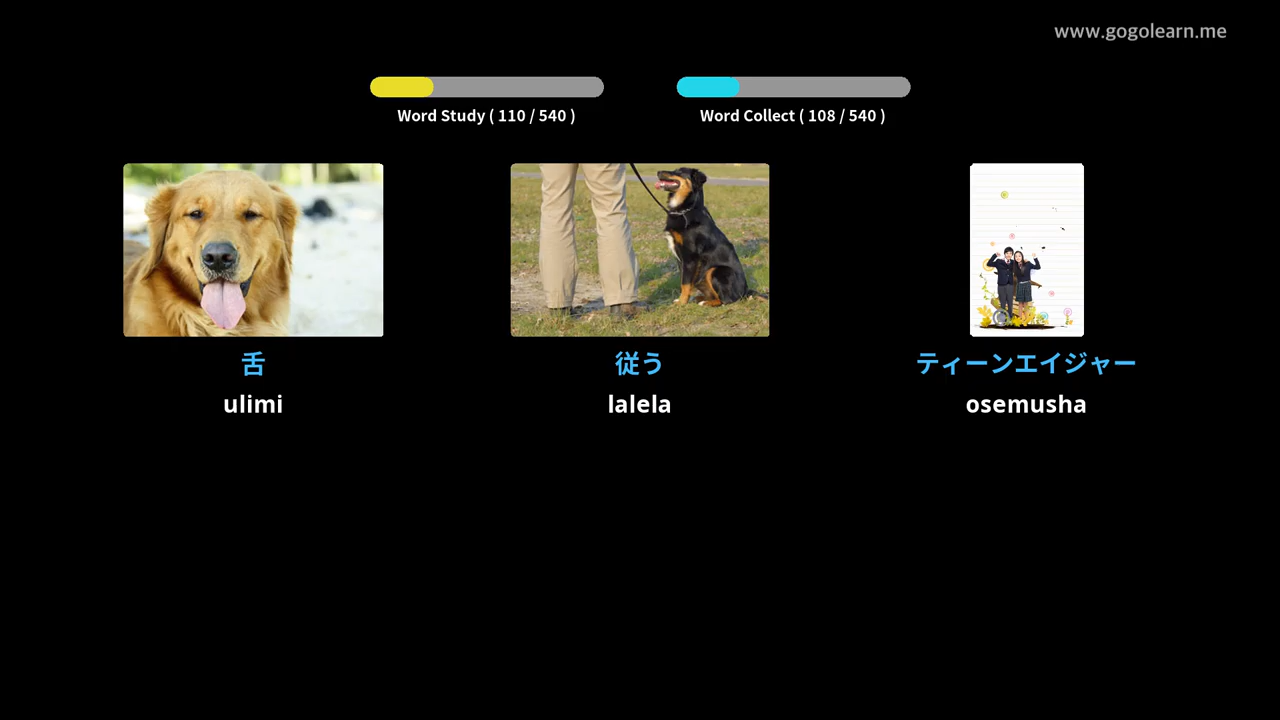 www.gogolearn.me
Word Study ( 110 / 540 )
Word Collect ( 108 / 540 )
舌
従う
ティーンエイジャー
ulimi
lalela
osemusha